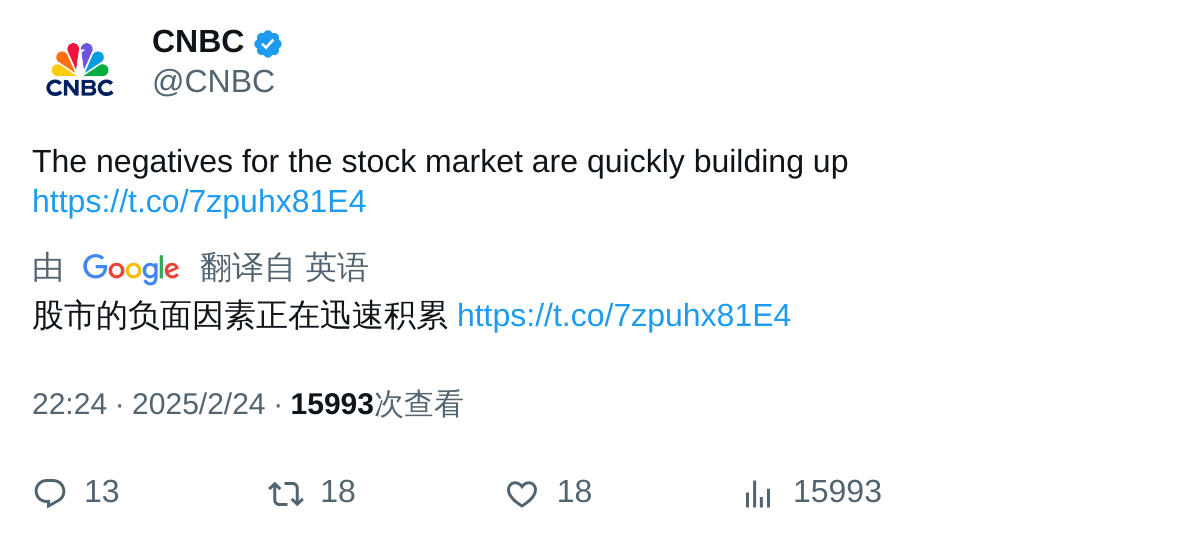 CNBC
CNBC
@CNBC
The negatives for the stock market are quickly building up
https://t.co/7zpuhx81E4
由 Google 翻译自 英语
股市的负面因素正在迅速积累 https://t.co/7zpuhx81E4
22:24 · 2025/2/24 · 15993次查看
13 18 18 15993